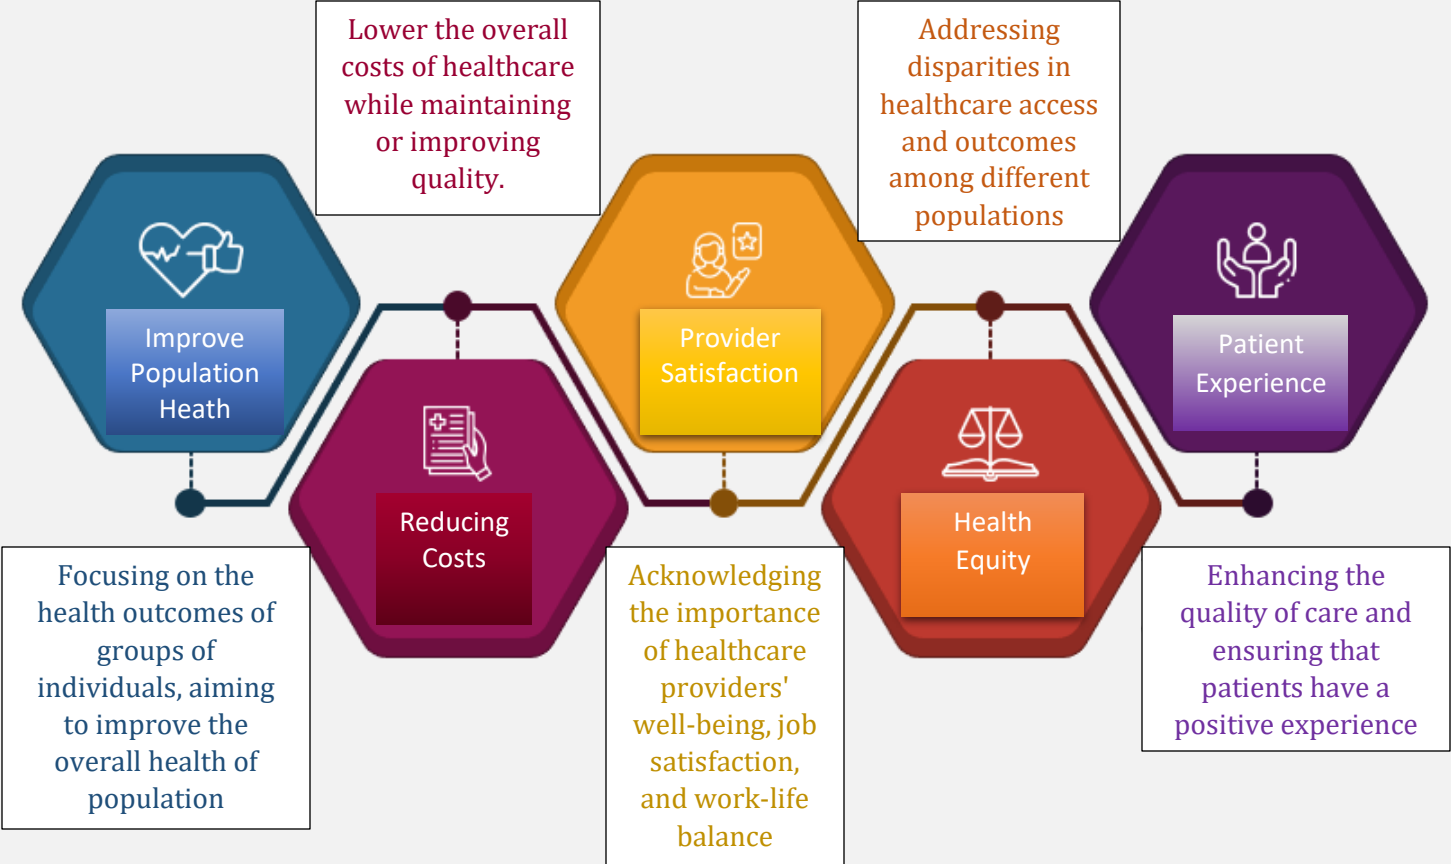 Lower the overall
costs of healthcare
while maintaining
or improving
quality.
Addressing
disparities in
healthcare access
and outcomes
among different
populations
Improve
Population
Heath
Provider
Satisfaction
Patient
Experience
Reducing
Costs
Health
Equity
Focusing on the
health outcomes of
groups of
individuals, aiming
to improve the
overall health of
population
Acknowledging
the importance
of healthcare
providers'
well-being, job
satisfaction,
and work-life
balance
Enhancing the
quality of care and
ensuring that
patients have a
positive experience